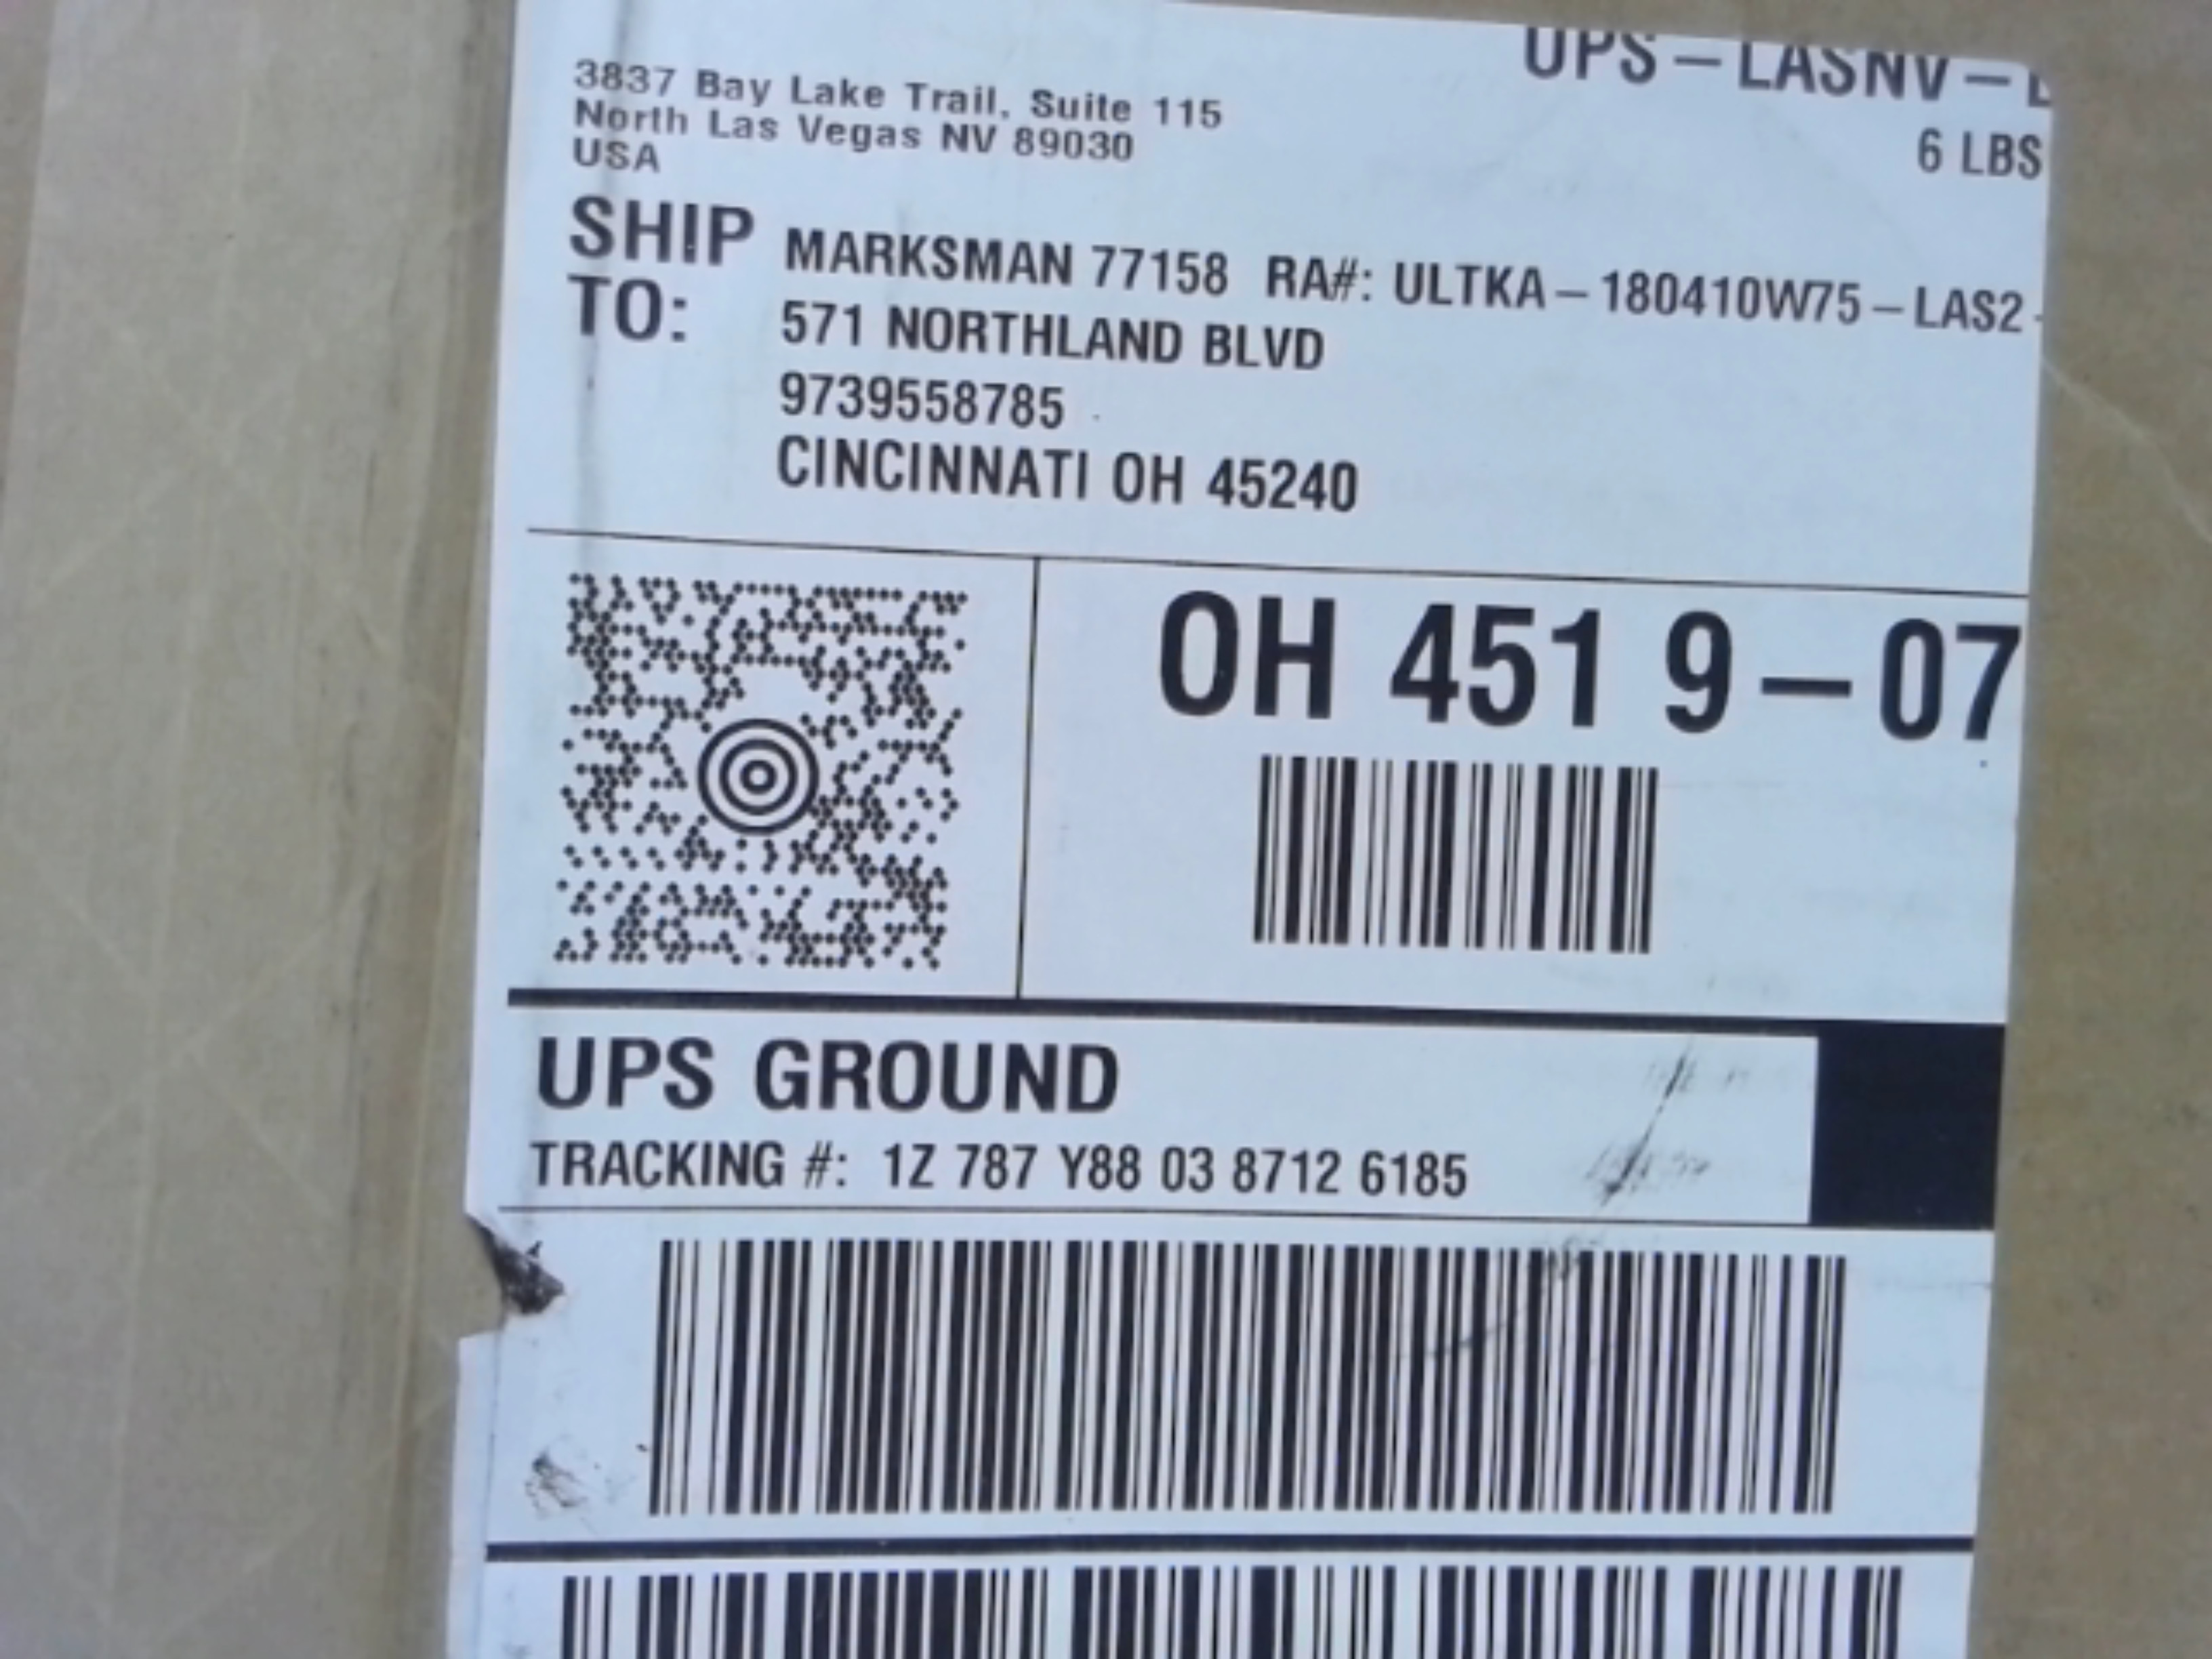 UPS – LASNV – L
6 LBS
3837 Bay Lake Trail, Suite 115
North Las Vegas NV 89030
USA
SHIP TO:
MARKSMAN 77158 RA#: ULTKA – 180410W75 – LAS2 -
571 NORTHLAND BLVD
9739558785
CINCINNATI OH 45240
OH 451 9 – 07
UPS GROUND
TRACKING #: 1Z 787 Y88 03 8712 6185